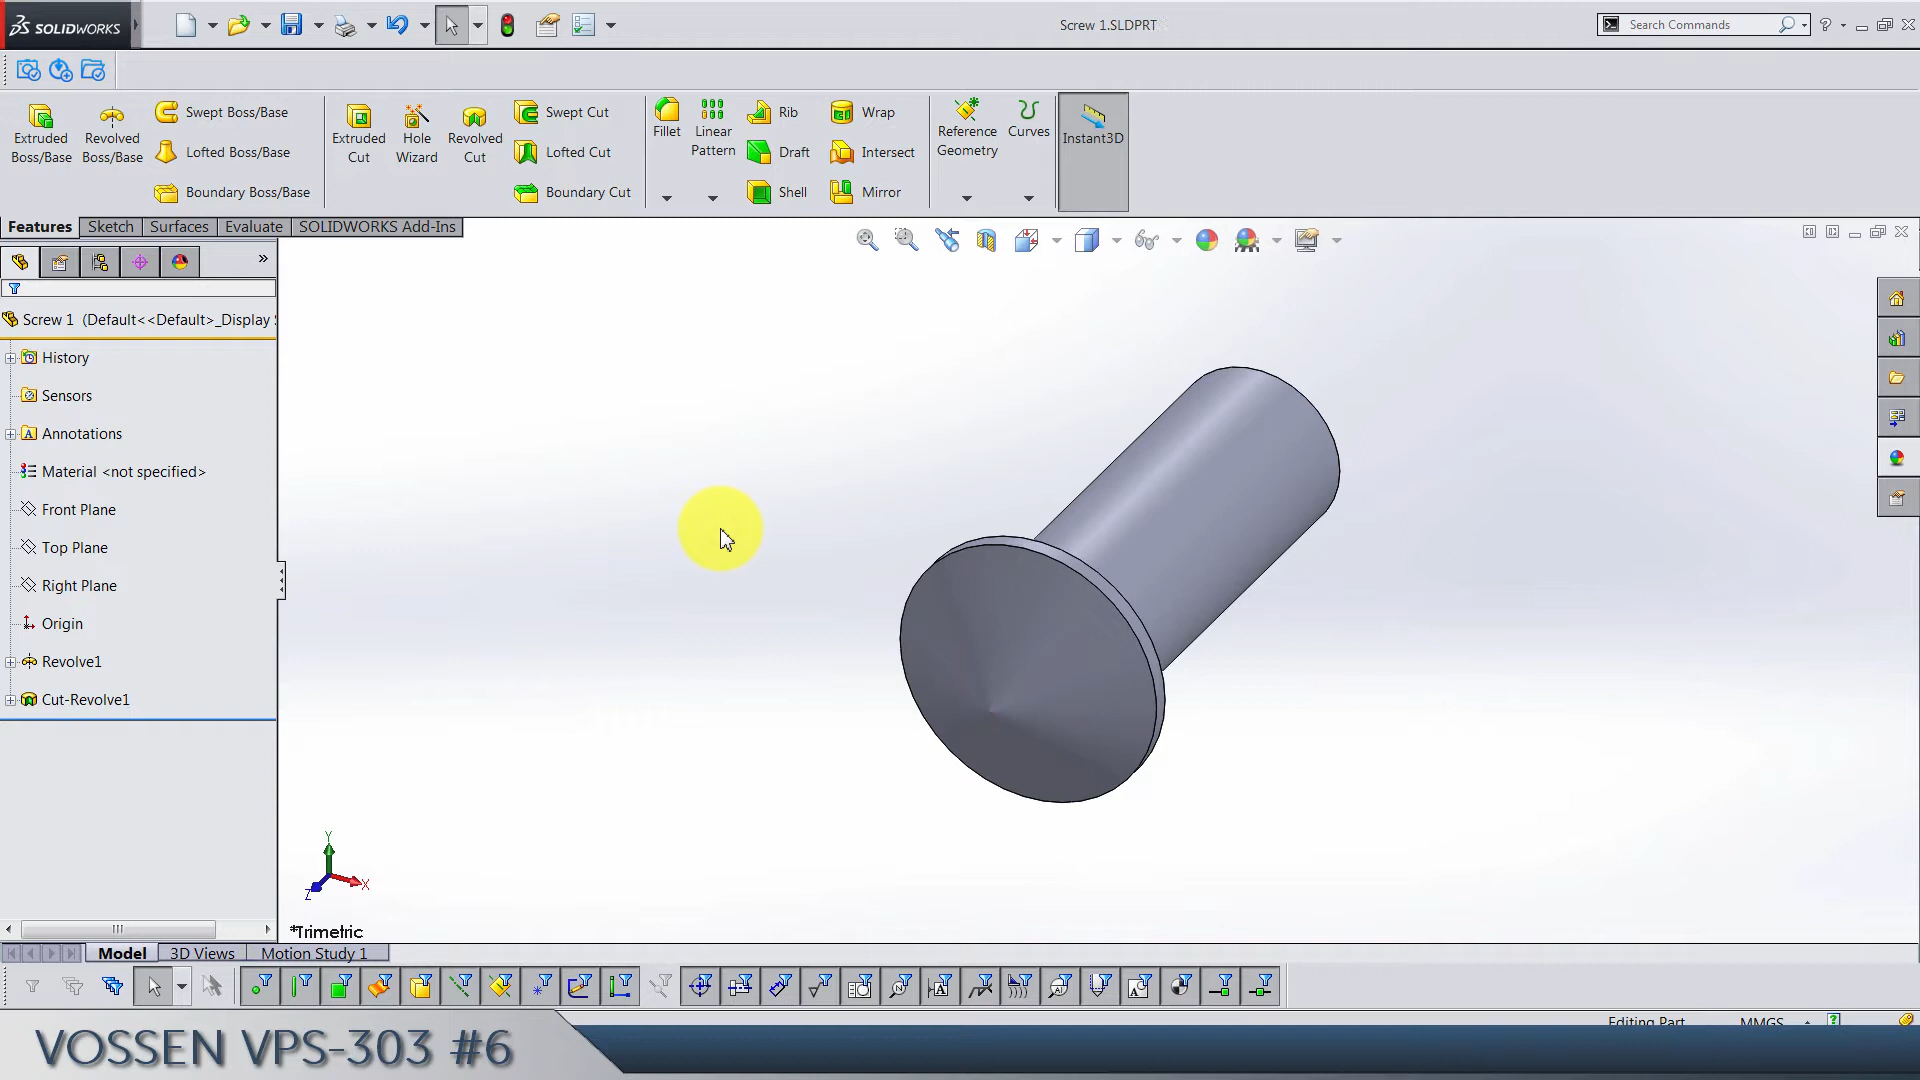 SOLIDWORKS
Screw 1.SLDPRT
Search Commands
?
Extruded
Boss/Base
Revolved
Boss/Base
Swept Boss/Base
Lofted Boss/Base
Boundary Boss/Base
Extruded
Cut
Hole
Wizard
Revolved
Cut
Swept Cut
Lofted Cut
Boundary Cut
Fillet
Linear
Pattern
Rib
Draft
Shell
Wrap
Intersect
Mirror
Reference
Geometry
Curves
Instant3D
Features
Sketch
Surfaces
Evaluate
SOLIDWORKS Add-Ins
»
Screw 1 (Default<<Default>_Display
History
Sensors
Annotations
Material <not specified>
Front Plane
Top Plane
Right Plane
Origin
Revolve1
Cut-Revolve1
Y
X
Z
*Trimetric
Model
3D Views
Motion Study 1
Editing Part
MMGS
?
VOSSEN VPS-303 #6